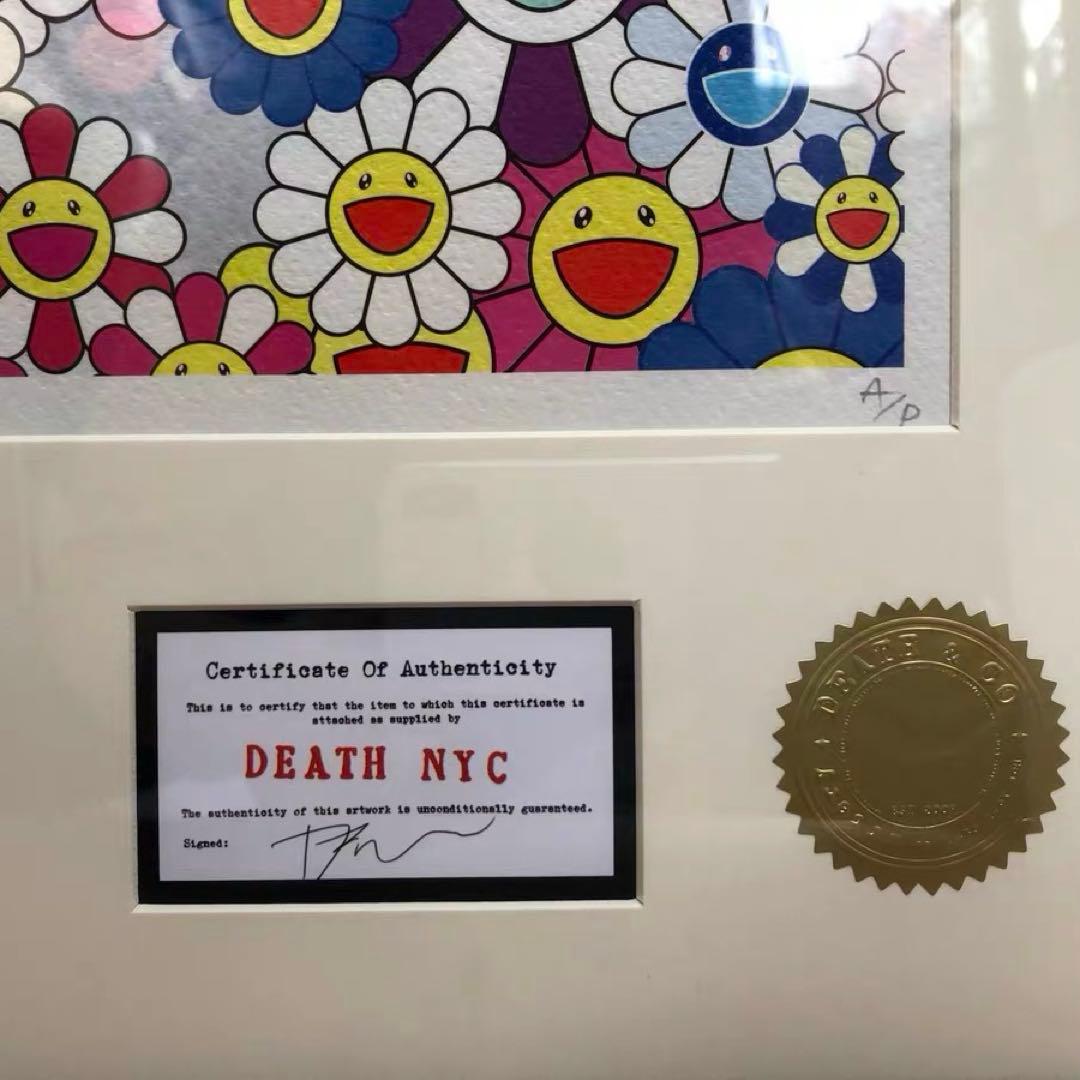 A/P
Certificate Of Authenticity
This is to certify that the item to which this certificate is
attached as supplied by
DEATH NYC
The authenticity of this artwork is unconditionally guaranteed.
Signed:
DEATH & CO